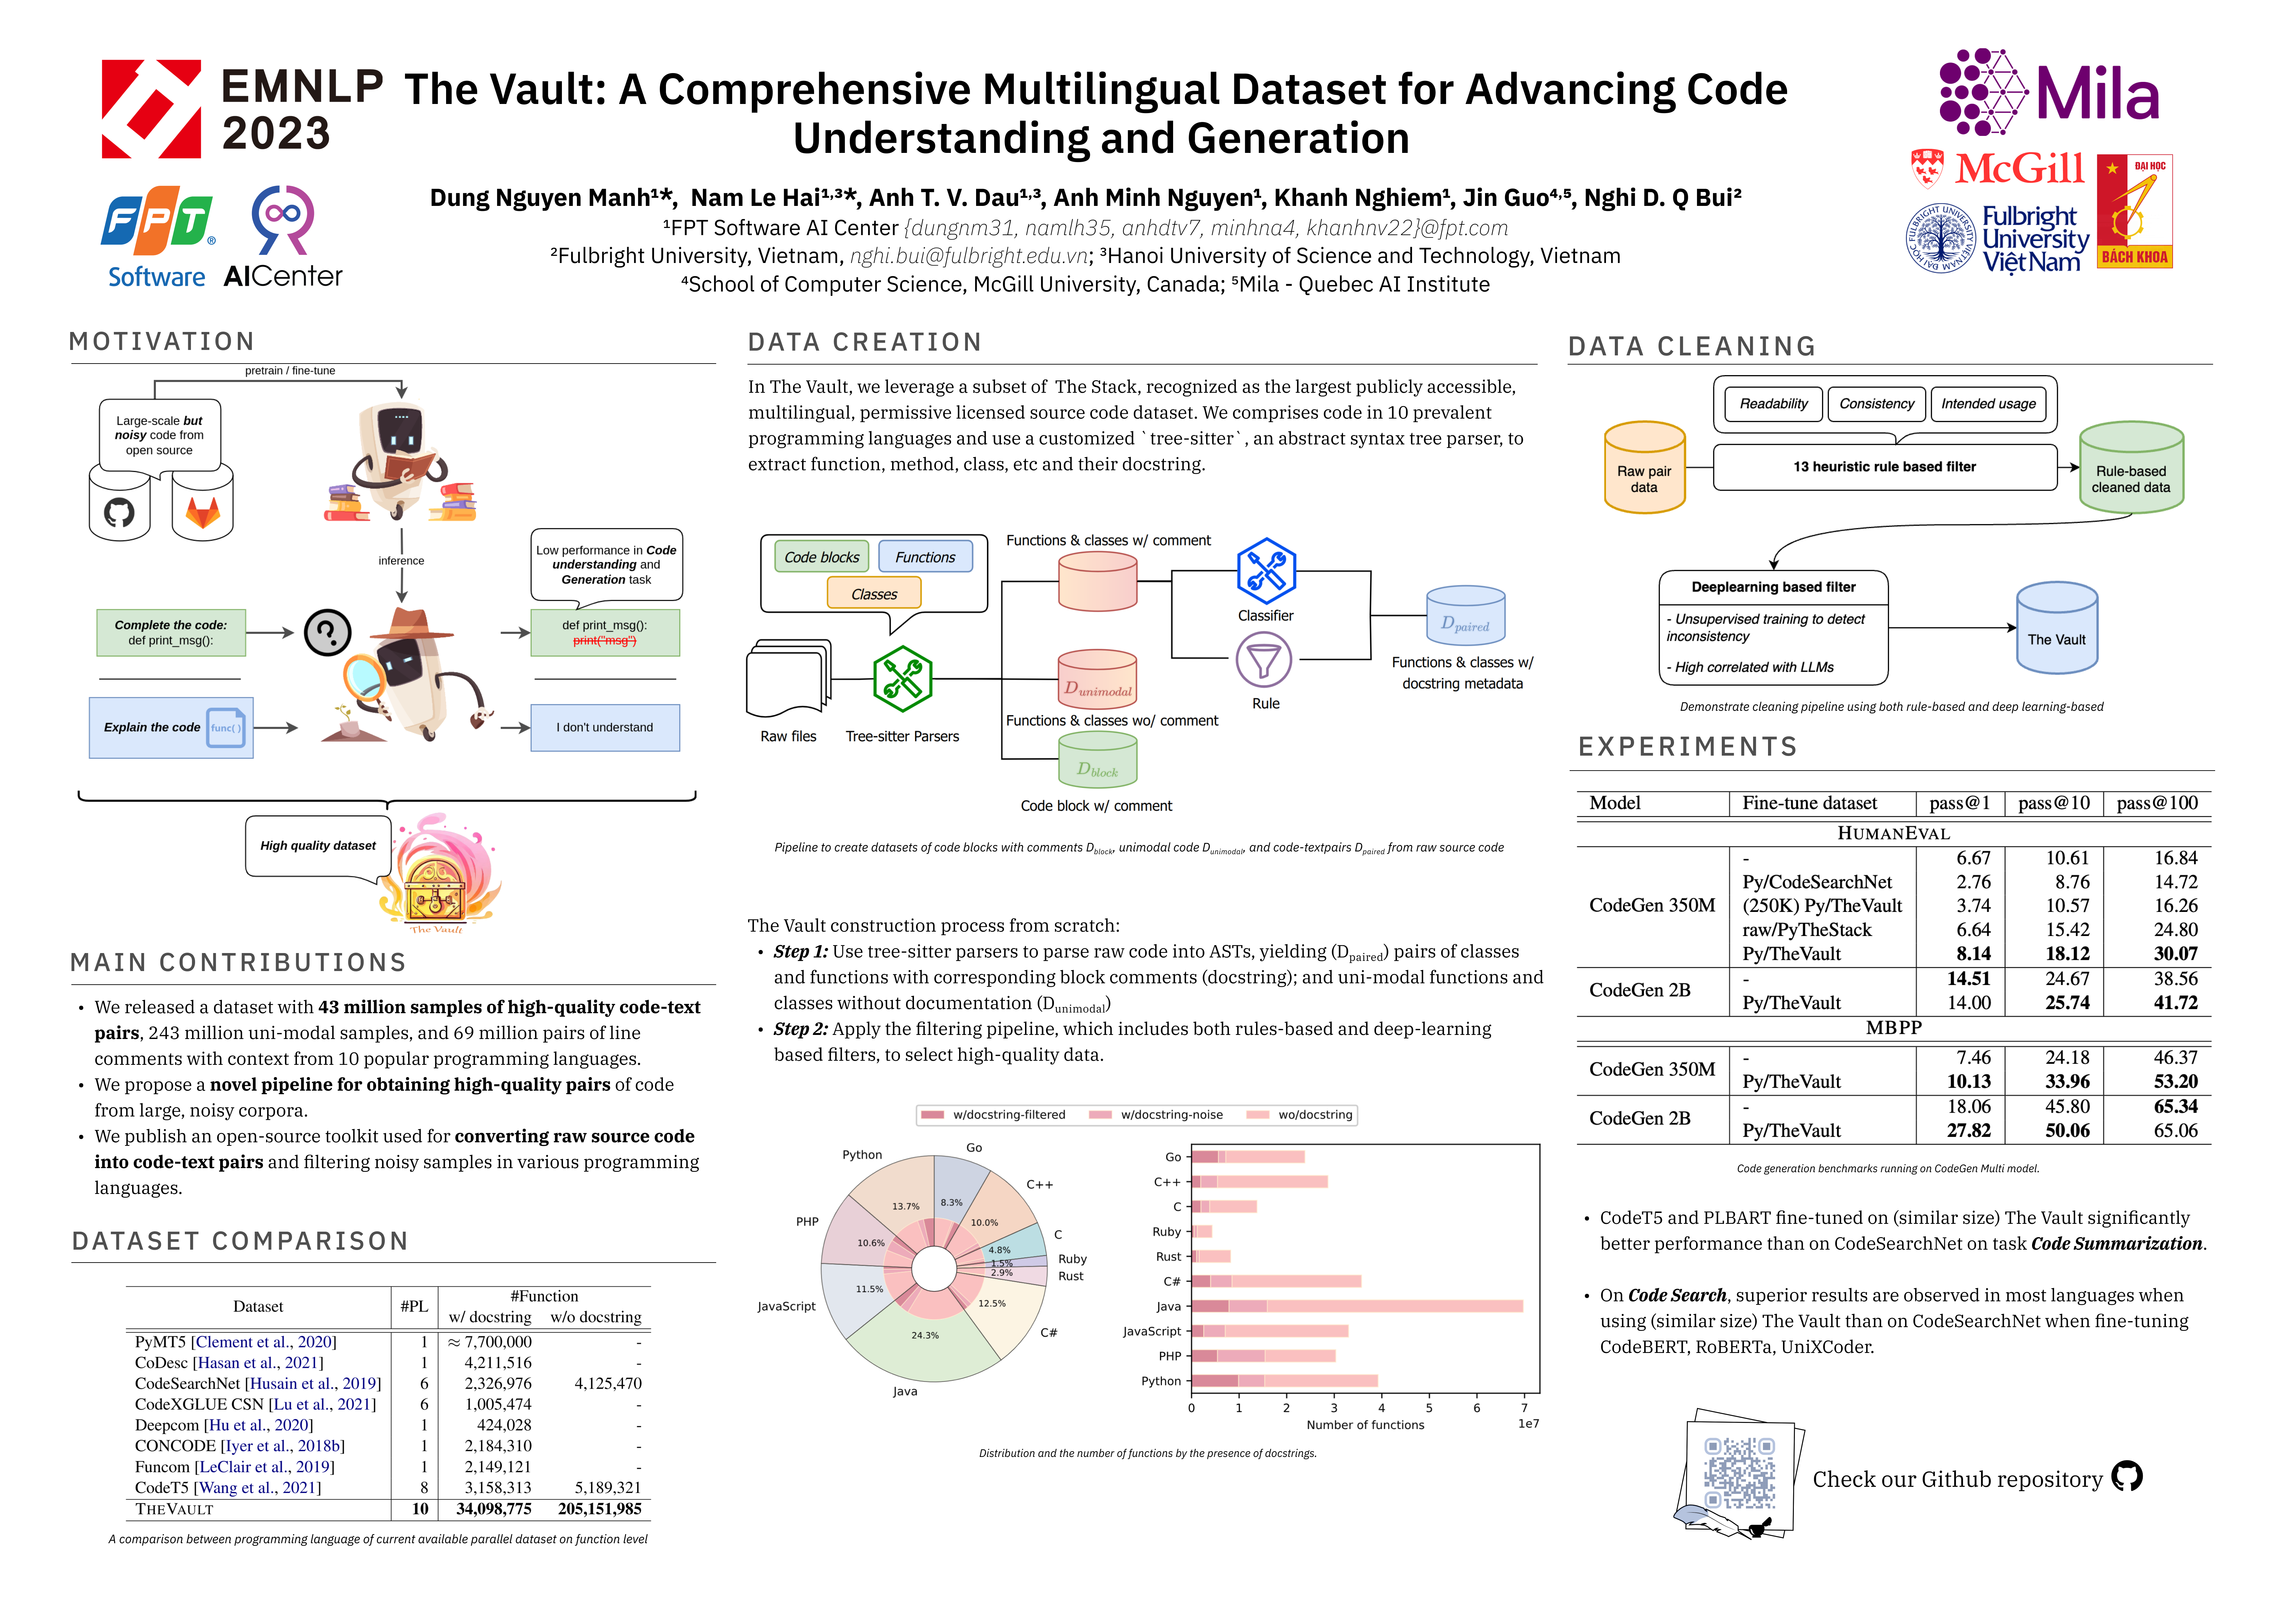 EMNLP
2023
FPT
®
Software
AICenter
The Vault: A Comprehensive Multilingual Dataset for Advancing Code
Understanding and Generation
Dung Nguyen Manh¹*, Nam Le Hai¹,³*, Anh T. V. Dau¹,³, Anh Minh Nguyen¹, Khanh Nghiem¹, Jin Guo⁴,⁵, Nghi D. Q Bui²
¹FPT Software AI Center {dungnm31, namlh35, anhdtv7, minhna4, khanhnv22}@fpt.com
²Fulbright University, Vietnam, nghi.bui@fulbright.edu.vn; ³Hanoi University of Science and Technology, Vietnam
⁴School of Computer Science, McGill University, Canada; ⁵Mila - Quebec AI Institute
Mila
McGill
Fulbright
University
Việt Nam
ĐẠI HỌC
BÁCH KHOA
MOTIVATION
pretrain / fine-tune
Large-scale but
noisy code from
open source
inference
Low performance in Code
understanding and
Generation task
Complete the code:
def print_msg():
?
def print_msg():
print("msg")
Explain the code
func( )
I don't understand
High quality dataset
The Vault
MAIN CONTRIBUTIONS
• We released a dataset with 43 million samples of high-quality code-text
pairs, 243 million uni-modal samples, and 69 million pairs of line
comments with context from 10 popular programming languages.
• We propose a novel pipeline for obtaining high-quality pairs of code
from large, noisy corpora.
• We publish an open-source toolkit used for converting raw source code
into code-text pairs and filtering noisy samples in various programming
languages.
DATASET COMPARISON
Dataset #PL #Function
w/ docstring w/o docstring
PyMT5 [Clement et al., 2020] 1 ≈ 7,700,000 -
CoDesc [Hasan et al., 2021] 1 4,211,516 -
CodeSearchNet [Husain et al., 2019] 6 2,326,976 4,125,470
CodeXGLUE CSN [Lu et al., 2021] 6 1,005,474 -
Deepcom [Hu et al., 2020] 1 424,028 -
CONCODE [Iyer et al., 2018b] 1 2,184,310 -
Funcom [LeClair et al., 2019] 1 2,149,121 -
CodeT5 [Wang et al., 2021] 8 3,158,313 5,189,321
THEVAULT 10 34,098,775 205,151,985
A comparison between programming language of current available parallel dataset on function level
DATA CREATION
In The Vault, we leverage a subset of The Stack, recognized as the largest publicly accessible,
multilingual, permissive licensed source code dataset. We comprises code in 10 prevalent
programming languages and use a customized `tree-sitter`, an abstract syntax tree parser, to
extract function, method, class, etc and their docstring.
Code blocks
Functions
Classes
Raw files
Tree-sitter Parsers
Functions & classes w/ comment
Dunimodal
Functions & classes wo/ comment
Dblock
Code block w/ comment
Classifier
Rule
Dpaired
Functions & classes w/
docstring metadata
Pipeline to create datasets of code blocks with comments Dblock, unimodal code Dunimodal, and code-textpairs Dpaired from raw source code
The Vault construction process from scratch:
• Step 1: Use tree-sitter parsers to parse raw code into ASTs, yielding (Dpaired) pairs of classes
and functions with corresponding block comments (docstring); and uni-modal functions and
classes without documentation (Dunimodal)
• Step 2: Apply the filtering pipeline, which includes both rules-based and deep-learning
based filters, to select high-quality data.
w/docstring-filtered w/docstring-noise wo/docstring
Go
8.3%
C++
10.0%
C
4.8%
Ruby
1.5%
Rust
2.9%
C#
12.5%
Java
24.3%
JavaScript
11.5%
PHP
10.6%
Python
13.7%
Go
C++
C
Ruby
Rust
C#
Java
JavaScript
PHP
Python
0 1 2 3 4 5 6 7
1e7
Number of functions
Distribution and the number of functions by the presence of docstrings.
DATA CLEANING
Readability
Consistency
Intended usage
Raw pair
data
13 heuristic rule based filter
Rule-based
cleaned data
Deeplearning based filter
- Unsupervised training to detect
inconsistency
- High correlated with LLMs
The Vault
Demonstrate cleaning pipeline using both rule-based and deep learning-based
EXPERIMENTS
Model Fine-tune dataset pass@1 pass@10 pass@100
HUMANEVAL
CodeGen 350M - 6.67 10.61 16.84
Py/CodeSearchNet 2.76 8.76 14.72
(250K) Py/TheVault 3.74 10.57 16.26
raw/PyTheStack 6.64 15.42 24.80
Py/TheVault 8.14 18.12 30.07
CodeGen 2B - 14.51 24.67 38.56
Py/TheVault 14.00 25.74 41.72
MBPP
CodeGen 350M - 7.46 24.18 46.37
Py/TheVault 10.13 33.96 53.20
CodeGen 2B - 18.06 45.80 65.34
Py/TheVault 27.82 50.06 65.06
Code generation benchmarks running on CodeGen Multi model.
• CodeT5 and PLBART fine-tuned on (similar size) The Vault significantly
better performance than on CodeSearchNet on task Code Summarization.
• On Code Search, superior results are observed in most languages when
using (similar size) The Vault than on CodeSearchNet when fine-tuning
CodeBERT, RoBERTa, UniXCoder.
Check our Github repository